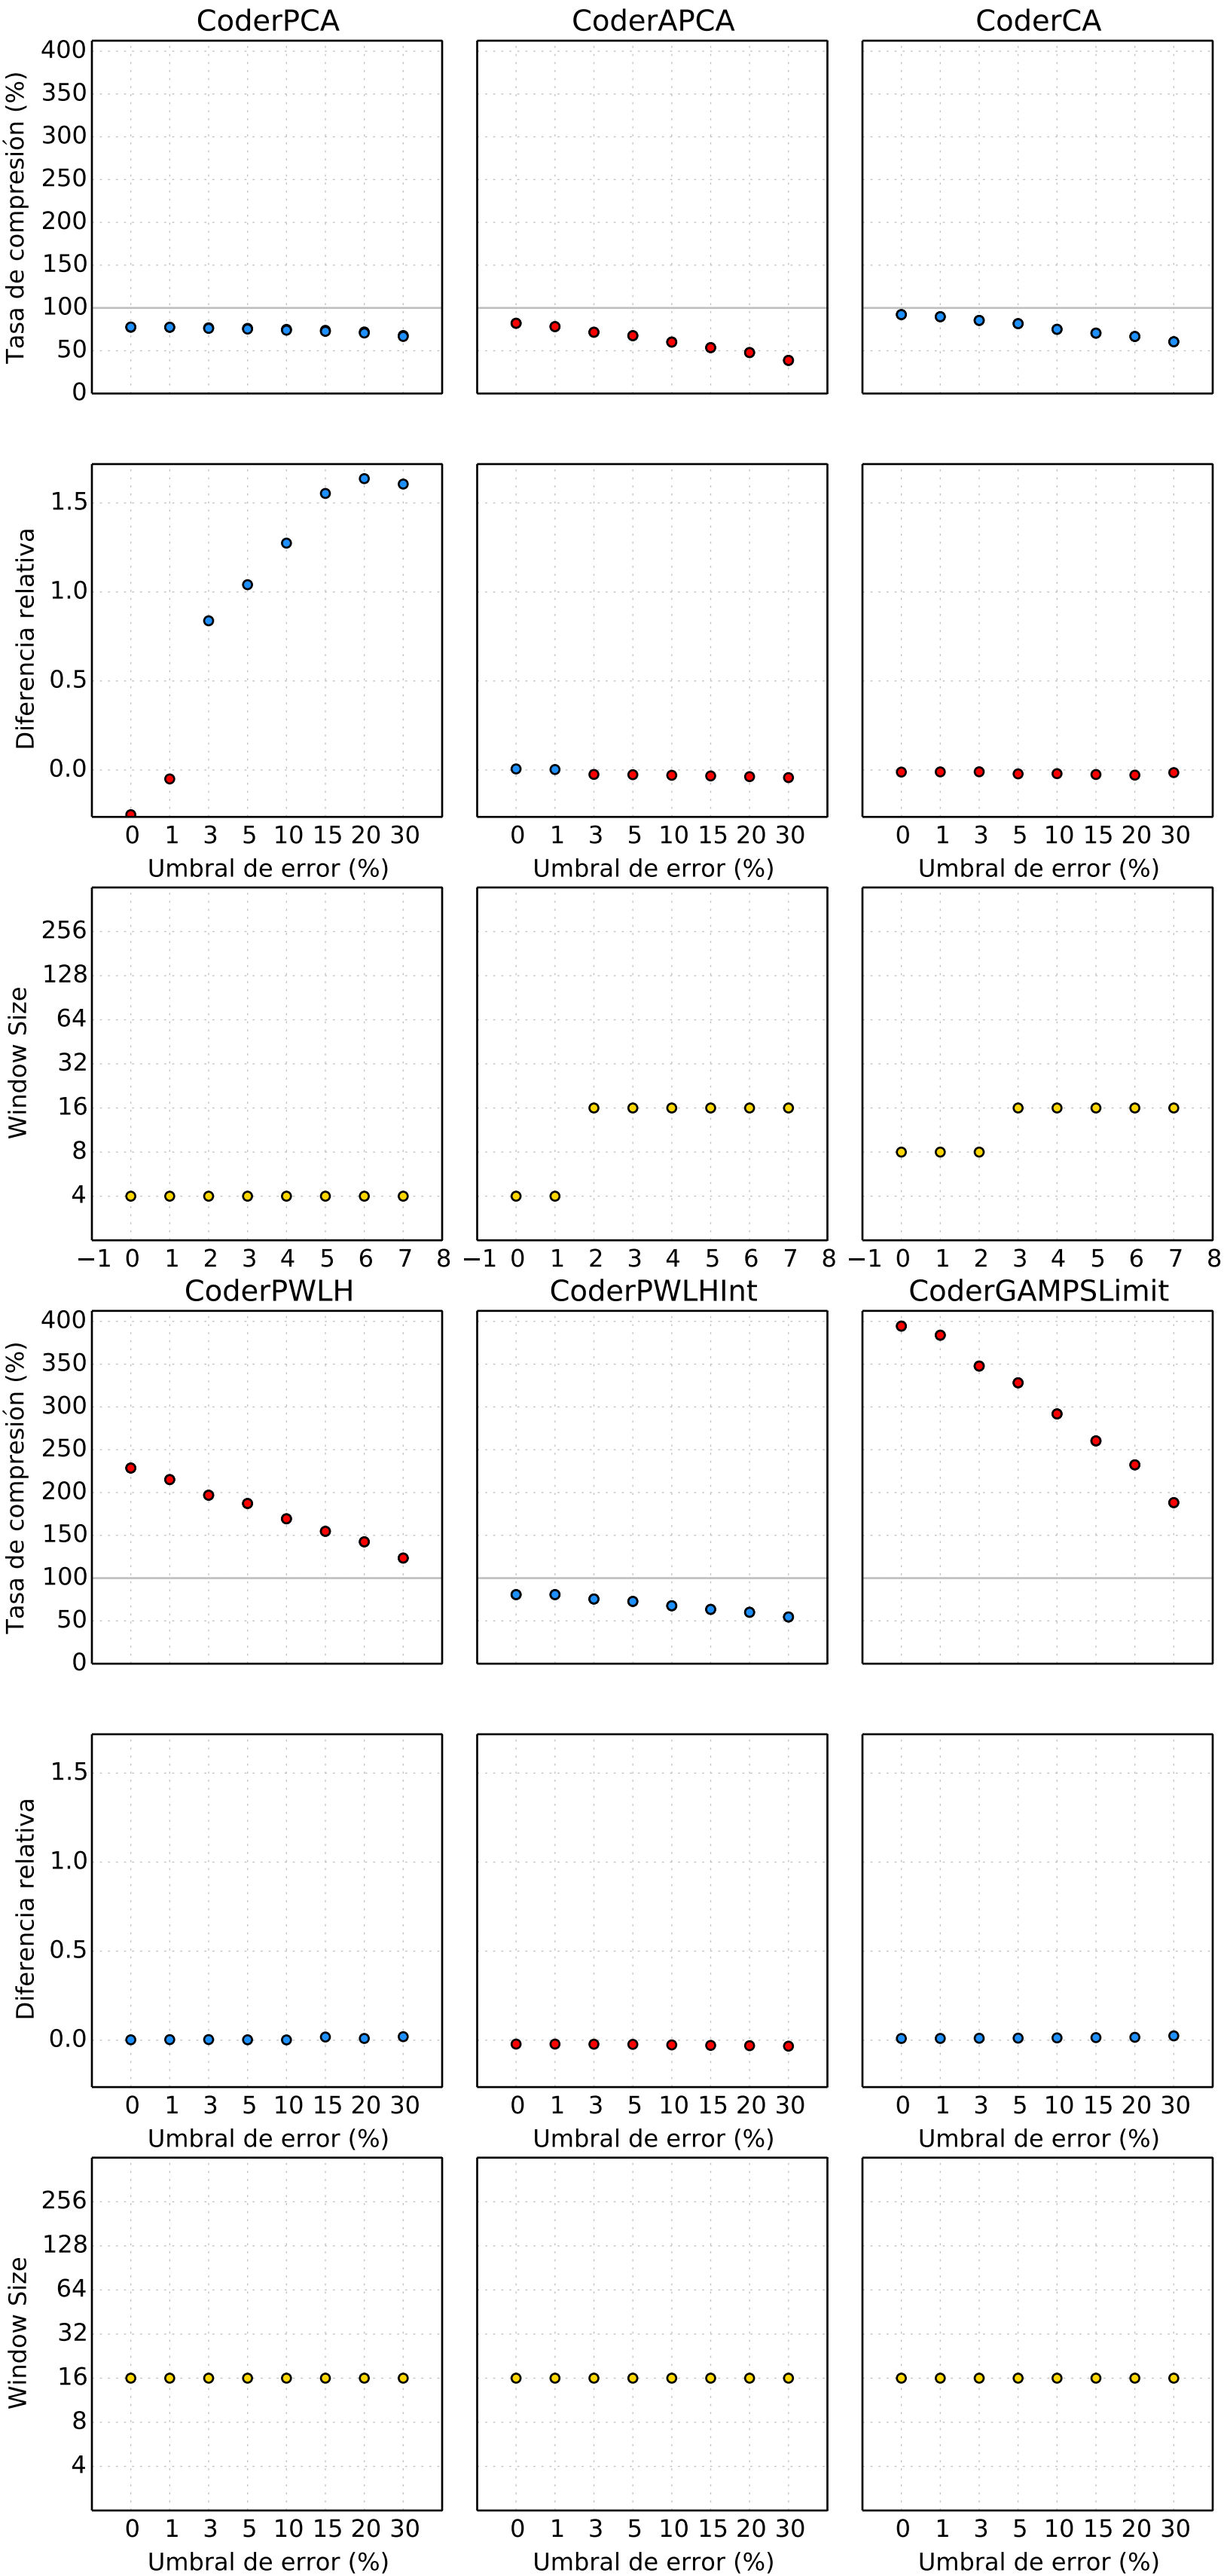 CoderPCA CoderAPCA CoderCA
Tasa de compresión (%)
400
350
300
250
200
150
100
50
0
Diferencia relativa
1.5
1.0
0.5
0.0
0 1 3 5 10 15 20 30 0 1 3 5 10 15 20 30 0 1 3 5 10 15 20 30
Umbral de error (%) Umbral de error (%) Umbral de error (%)
Window Size
256
128
64
32
16
8
4
−1 0 1 2 3 4 5 6 7 8 −1 0 1 2 3 4 5 6 7 8 −1 0 1 2 3 4 5 6 7 8
CoderPWLH CoderPWLHInt CoderGAMPSLimit
Tasa de compresión (%)
400
350
300
250
200
150
100
50
0
Diferencia relativa
1.5
1.0
0.5
0.0
0 1 3 5 10 15 20 30 0 1 3 5 10 15 20 30 0 1 3 5 10 15 20 30
Umbral de error (%) Umbral de error (%) Umbral de error (%)
Window Size
256
128
64
32
16
8
4
0 1 3 5 10 15 20 30 0 1 3 5 10 15 20 30 0 1 3 5 10 15 20 30
Umbral de error (%) Umbral de error (%) Umbral de error (%)